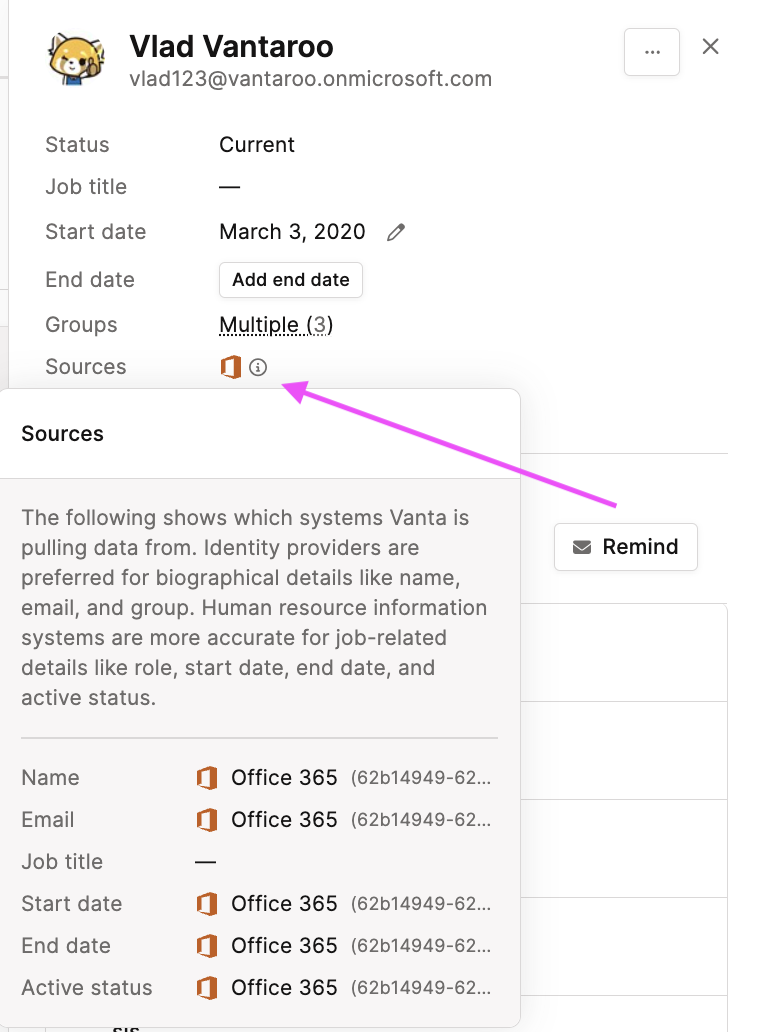 Vlad Vantaroo
vlad123@vantaroo.onmicrosoft.com
...
Status Current
Job title —
Start date March 3, 2020
End date Add end date
Groups Multiple (3)
Sources
Sources
The following shows which systems Vanta is
pulling data from. Identity providers are
preferred for biographical details like name,
email, and group. Human resource information
systems are more accurate for job-related
details like role, start date, end date, and
active status.
Remind
Name Office 365 (62b14949-62...
Email Office 365 (62b14949-62...
Job title —
Start date Office 365 (62b14949-62...
End date Office 365 (62b14949-62...
Active status Office 365 (62b14949-62...